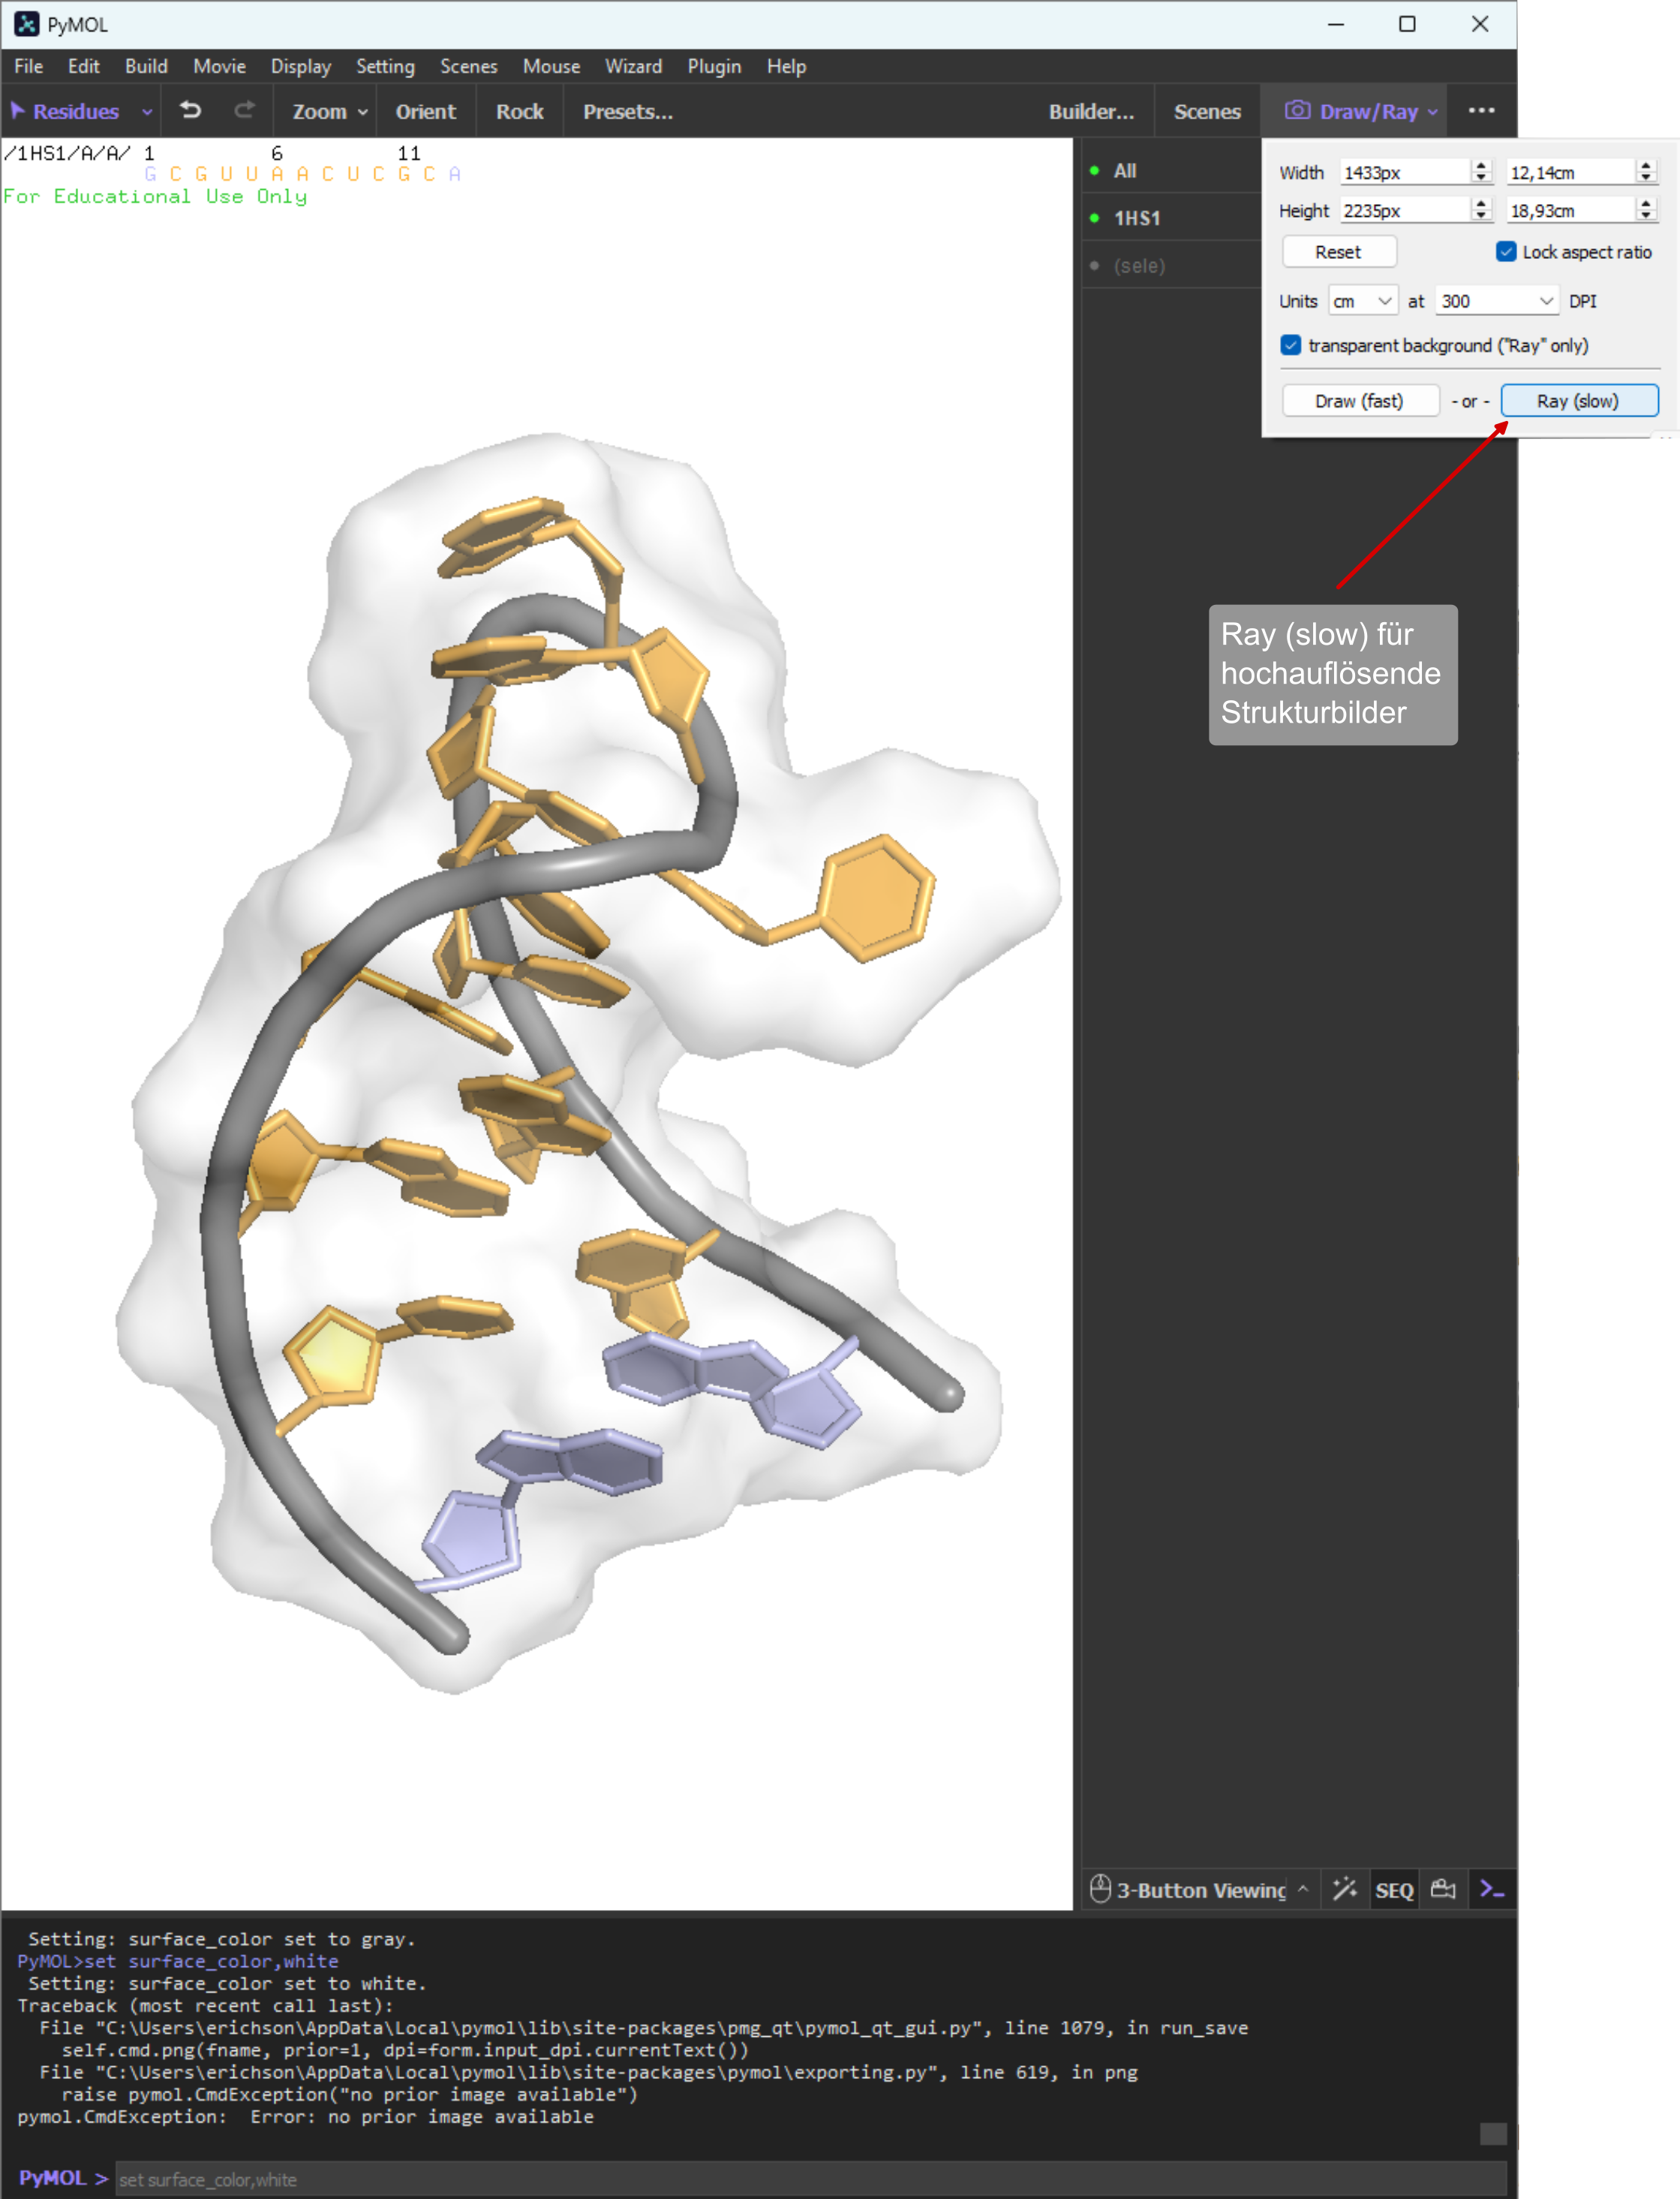 PyMOL
File Edit Build Movie Display Setting Scenes Mouse Wizard Plugin Help
Residues Zoom Orient Rock Presets... Builder... Scenes Draw/Ray
/1HS1/A/A/ 1 6 11
G C G U U A A C U C G C A
For Educational Use Only
All
1HS1
(sele)
Width 1433px 12,14cm
Height 2235px 18,93cm
Reset Lock aspect ratio
Units cm at 300 DPI
transparent background ("Ray" only)
Draw (fast) - or - Ray (slow)
Ray (slow) für
hochauflösende
Strukturbilder
3-Button Viewing SEQ
Setting: surface_color set to gray.
PyMOL>set surface_color,white
Setting: surface_color set to white.
Traceback (most recent call last):
File "C:\Users\erichson\AppData\Local\pymol\lib\site-packages\pmg_qt\pymol_qt_gui.py", line 1079, in run_save
self.cmd.png(fname, prior=1, dpi=form.input_dpi.currentText())
File "C:\Users\erichson\AppData\Local\pymol\lib\site-packages\pymol\exporting.py", line 619, in png
raise pymol.CmdException("no prior image available")
pymol.CmdException: Error: no prior image available
PyMOL > set surface_color,white